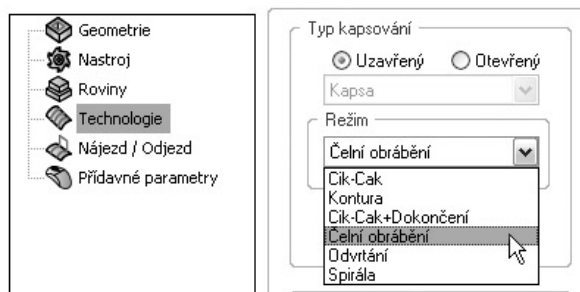 Geometrie
Nastroj
Roviny
Technologie
Nájezd / Odjezd
Přídavné parametry
Typ kapsování
Uzavřený Otevřený
Kapsa
Režim
Čelní obrábění
Cik-Cak
Kontura
Cik-Cak+Dokončení
Čelní obrábění
Odvrtání
Spirála